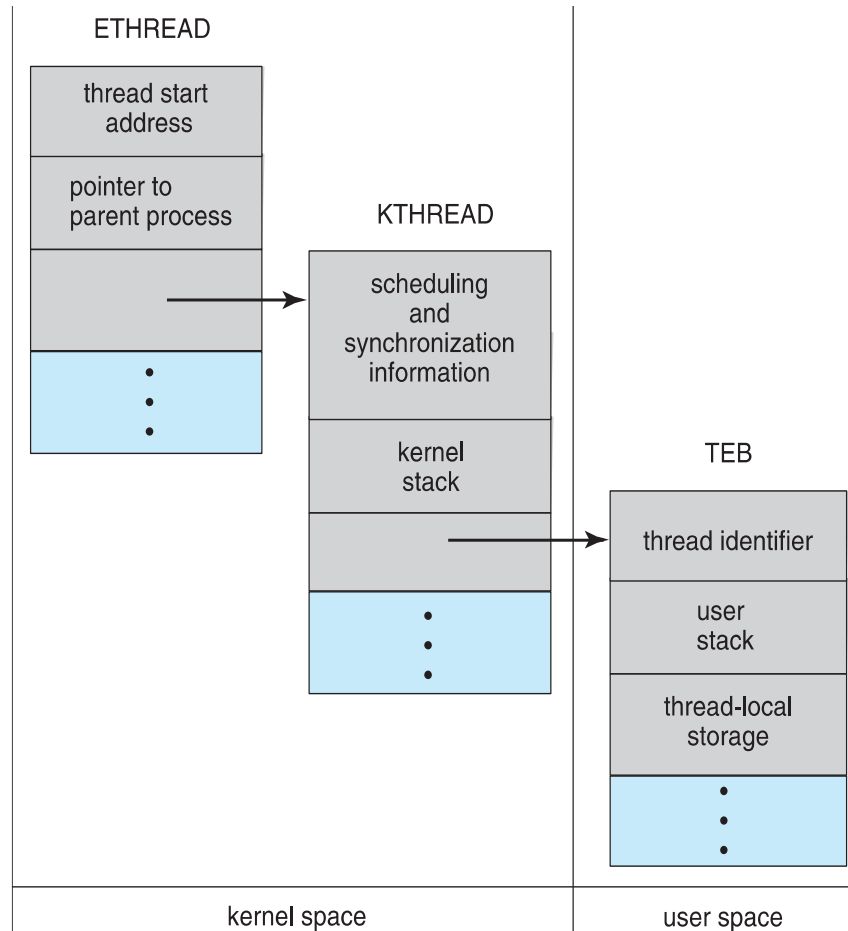 ETHREAD
thread start
address
pointer to
parent process
KTHREAD
scheduling
and
synchronization
information
kernel
stack
TEB
thread identifier
user
stack
thread-local
storage
kernel space
user space